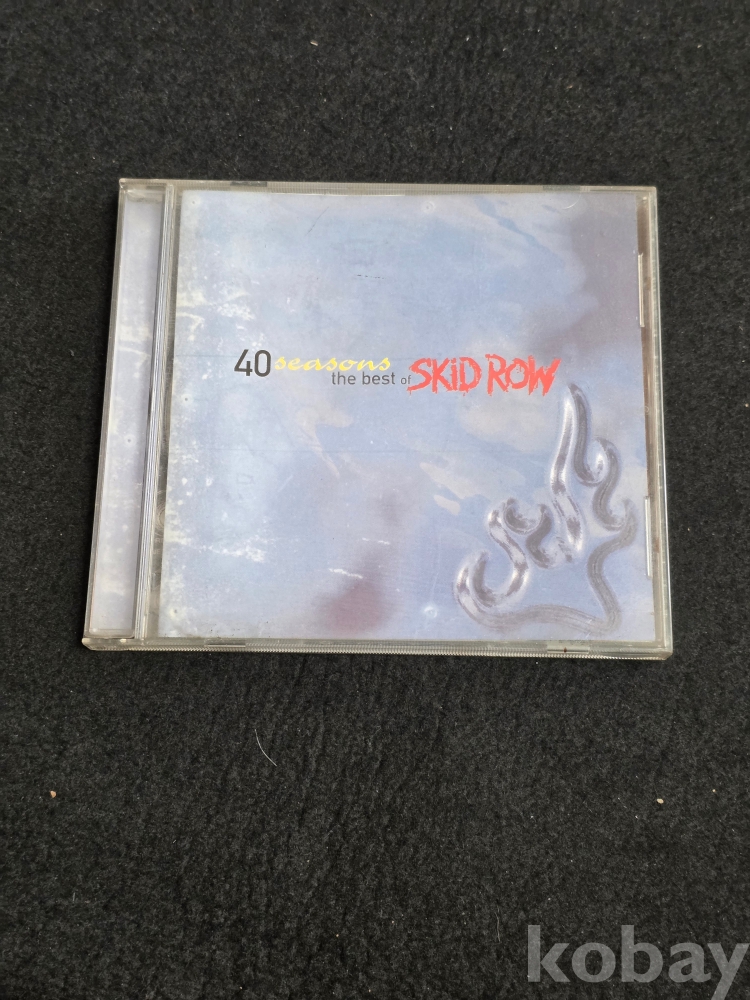 40 seasons
the best of SKID ROW
kobay